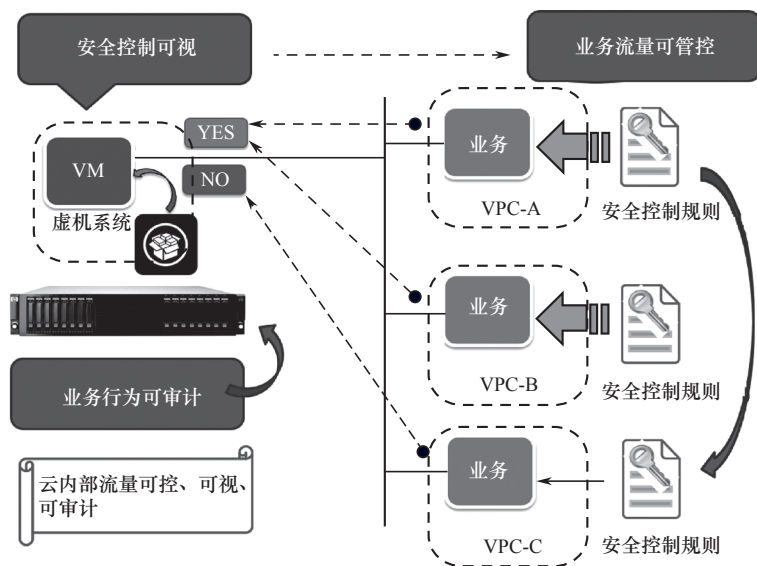 安全控制可视
业务流量可管控
YES
NO
VM
虚机系统
业务
VPC-A
安全控制规则
业务
VPC-B
安全控制规则
业务行为可审计
云内部流量可控、可视、
可审计
业务
VPC-C
安全控制规则